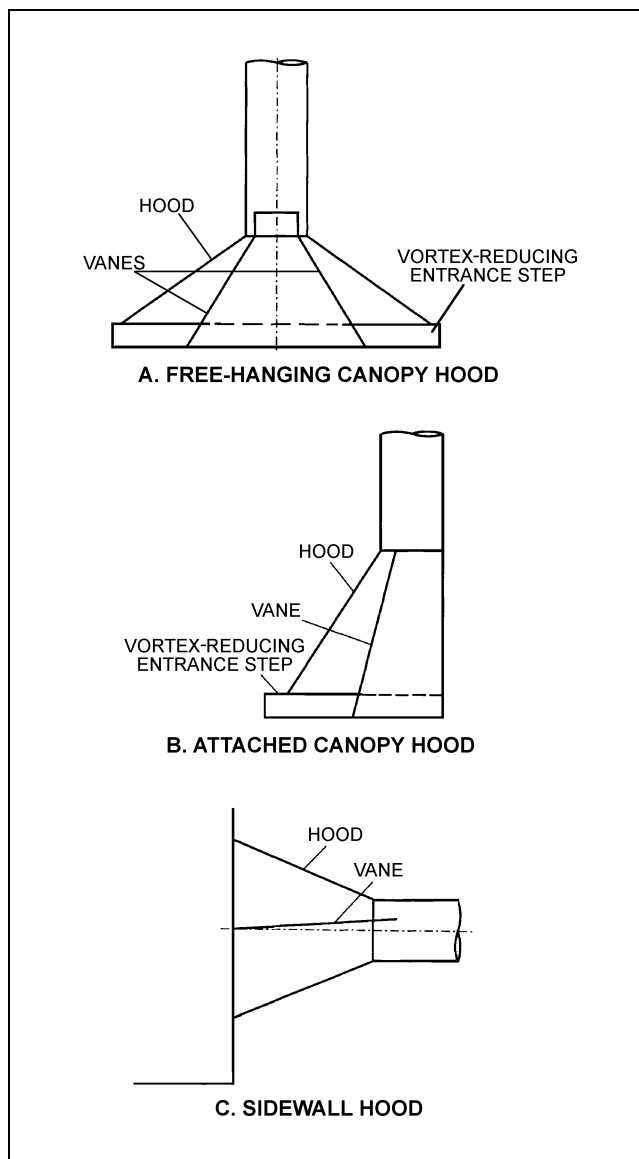 HOOD
VANES
VORTEX-REDUCING
ENTRANCE STEP
A. FREE-HANGING CANOPY HOOD
HOOD
VANE
VORTEX-REDUCING
ENTRANCE STEP
B. ATTACHED CANOPY HOOD
HOOD
VANE
C. SIDEWALL HOOD